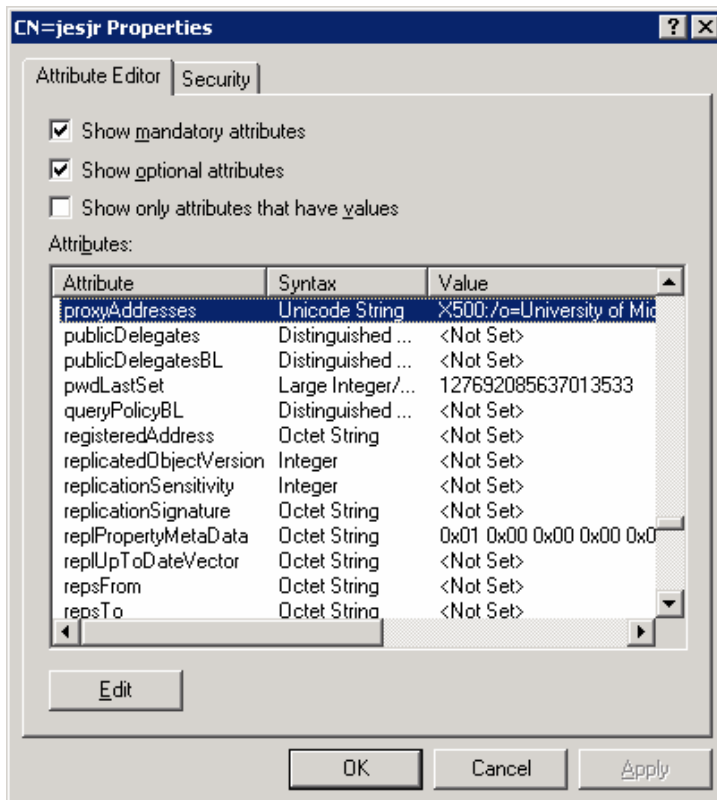 CN=jesjr Properties
Attribute Editor Security
Show mandatory attributes
Show optional attributes
Show only attributes that have values
Attributes:
Attribute Syntax Value
proxyAddresses Unicode String X500:/o=University of Mic
publicDelegates Distinguished ... <Not Set>
publicDelegatesBL Distinguished ... <Not Set>
pwdLastSet Large Integer/... 127692085637013533
queryPolicyBL Distinguished ... <Not Set>
registeredAddress Octet String <Not Set>
replicatedObjectVersion Integer <Not Set>
replicationSensitivity Integer <Not Set>
replicationSignature Octet String <Not Set>
replPropertyMetaData Octet String 0x01 0x00 0x00 0x00 0x0
replUpToDateVector Octet String <Not Set>
repsFrom Octet String <Not Set>
repsTo Octet String <Not Set>
Edit
OK Cancel Apply